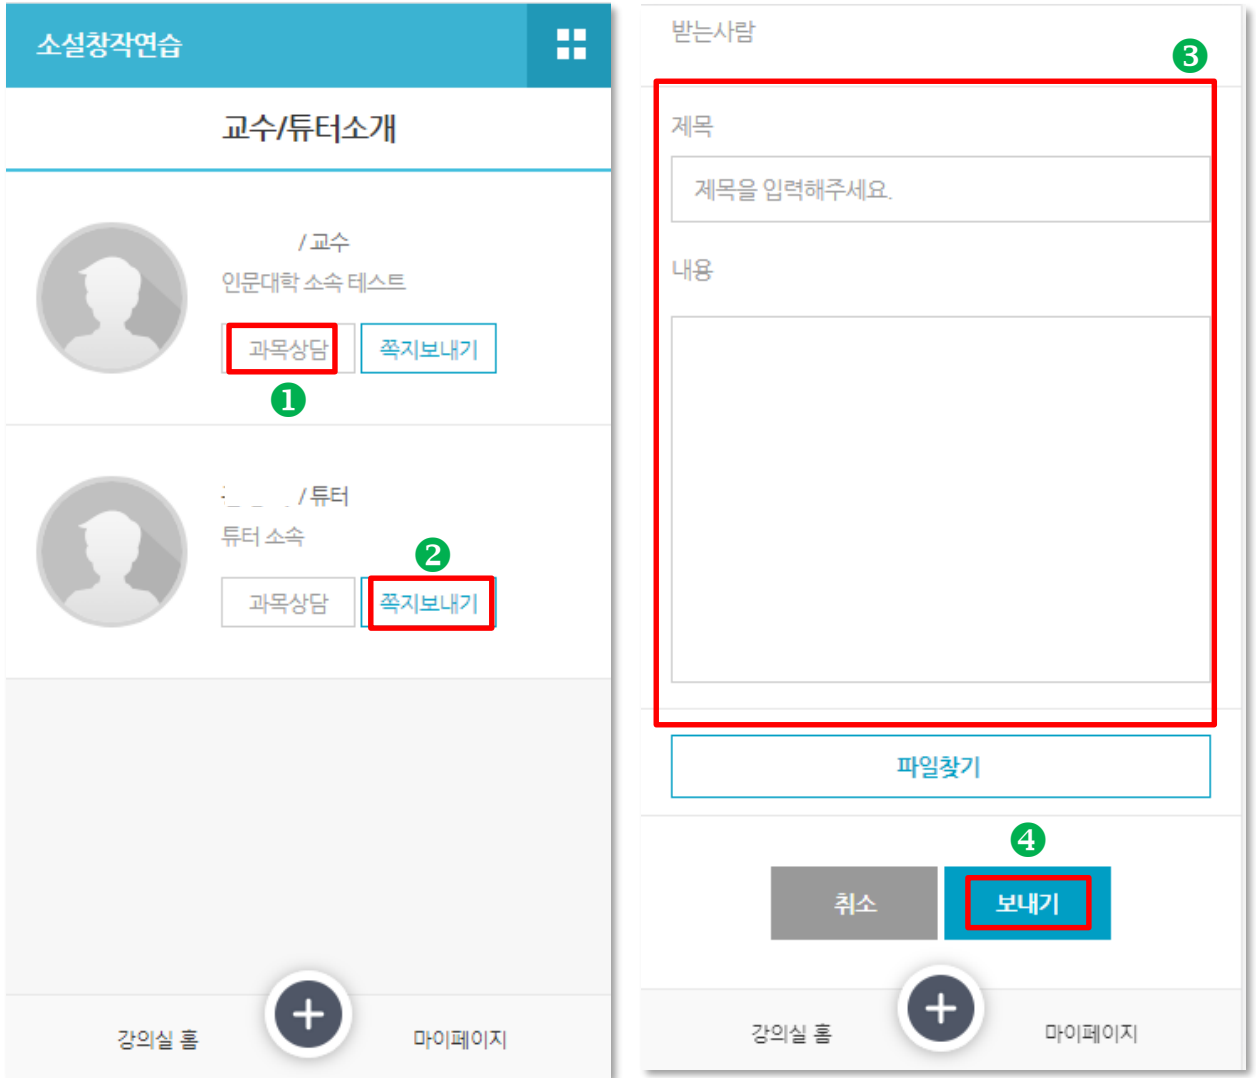 소설창작연습
교수/튜터소개
/ 교수
인문대학 소속 테스트
과목상담
쪽지보내기
1
/ 튜터
튜터 소속
2
과목상담
쪽지보내기
강의실 홈
마이페이지
받는사람
3
제목
제목을 입력해주세요.
내용
파일찾기
4
취소
보내기
강의실 홈
마이페이지